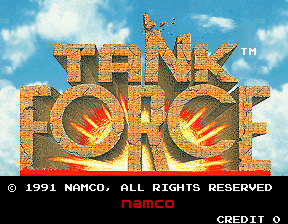 TANK™
FORCE
© 1991 NAMCO, ALL RIGHTS RESERVED
namco
CREDIT 0